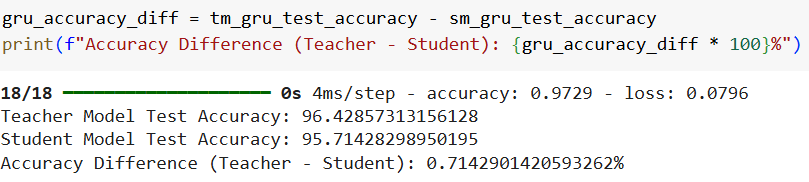 gru_accuracy_diff = tm_gru_test_accuracy - sm_gru_test_accuracy
print(f"Accuracy Difference (Teacher - Student): {gru_accuracy_diff * 100}%")
18/18 ━━━━━━━━━━━━━━━━━━━━ 0s 4ms/step - accuracy: 0.9729 - loss: 0.0796
Teacher Model Test Accuracy: 96.42857313156128
Student Model Test Accuracy: 95.71428298950195
Accuracy Difference (Teacher - Student): 0.7142901420593262%